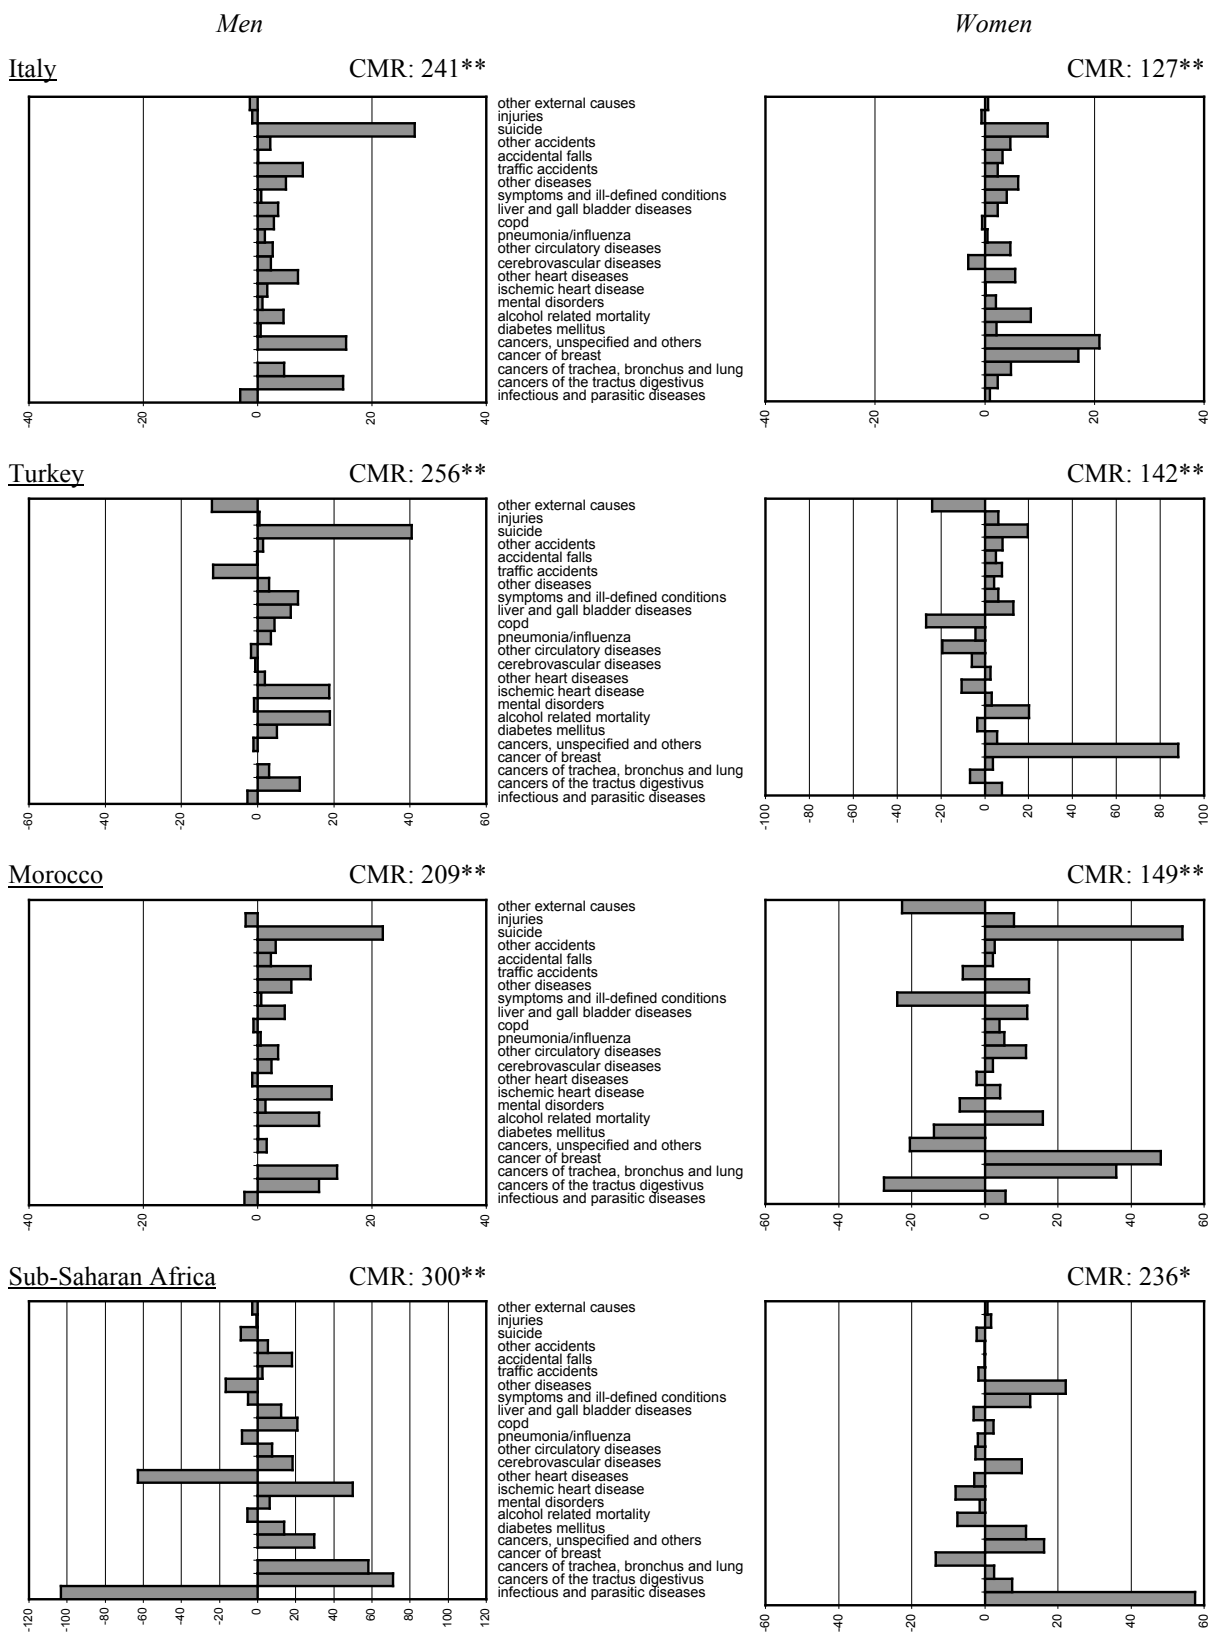 Men Women
Italy CMR: 241** CMR: 127**
other external causes
injuries
suicide
other accidents
accidental falls
traffic accidents
other diseases
symptoms and ill-defined conditions
liver and gall bladder diseases
copd
pneumonia/influenza
other circulatory diseases
cerebrovascular diseases
other heart diseases
ischemic heart disease
mental disorders
alcohol related mortality
diabetes mellitus
cancers, unspecified and others
cancer of breast
cancers of trachea, bronchus and lung
cancers of the tractus digestivus
infectious and parasitic diseases
-40 -20 0 20 40 -40 -20 0 20 40
Turkey CMR: 256** CMR: 142**
other external causes
injuries
suicide
other accidents
accidental falls
traffic accidents
other diseases
symptoms and ill-defined conditions
liver and gall bladder diseases
copd
pneumonia/influenza
other circulatory diseases
cerebrovascular diseases
other heart diseases
ischemic heart disease
mental disorders
alcohol related mortality
diabetes mellitus
cancers, unspecified and others
cancer of breast
cancers of trachea, bronchus and lung
cancers of the tractus digestivus
infectious and parasitic diseases
-60 -40 -20 0 20 40 60 -100 -80 -60 -40 -20 0 20 40 60 80 100
Morocco CMR: 209** CMR: 149**
other external causes
injuries
suicide
other accidents
accidental falls
traffic accidents
other diseases
symptoms and ill-defined conditions
liver and gall bladder diseases
copd
pneumonia/influenza
other circulatory diseases
cerebrovascular diseases
other heart diseases
ischemic heart disease
mental disorders
alcohol related mortality
diabetes mellitus
cancers, unspecified and others
cancer of breast
cancers of trachea, bronchus and lung
cancers of the tractus digestivus
infectious and parasitic diseases
-40 -20 0 20 40 -60 -40 -20 0 20 40 60
Sub-Saharan Africa CMR: 300** CMR: 236*
other external causes
injuries
suicide
other accidents
accidental falls
traffic accidents
other diseases
symptoms and ill-defined conditions
liver and gall bladder diseases
copd
pneumonia/influenza
other circulatory diseases
cerebrovascular diseases
other heart diseases
ischemic heart disease
mental disorders
alcohol related mortality
diabetes mellitus
cancers, unspecified and others
cancer of breast
cancers of trachea, bronchus and lung
cancers of the tractus digestivus
infectious and parasitic diseases
-120 -100 -80 -60 -40 -20 0 20 40 60 80 100 120 -60 -40 -20 0 20 40 60